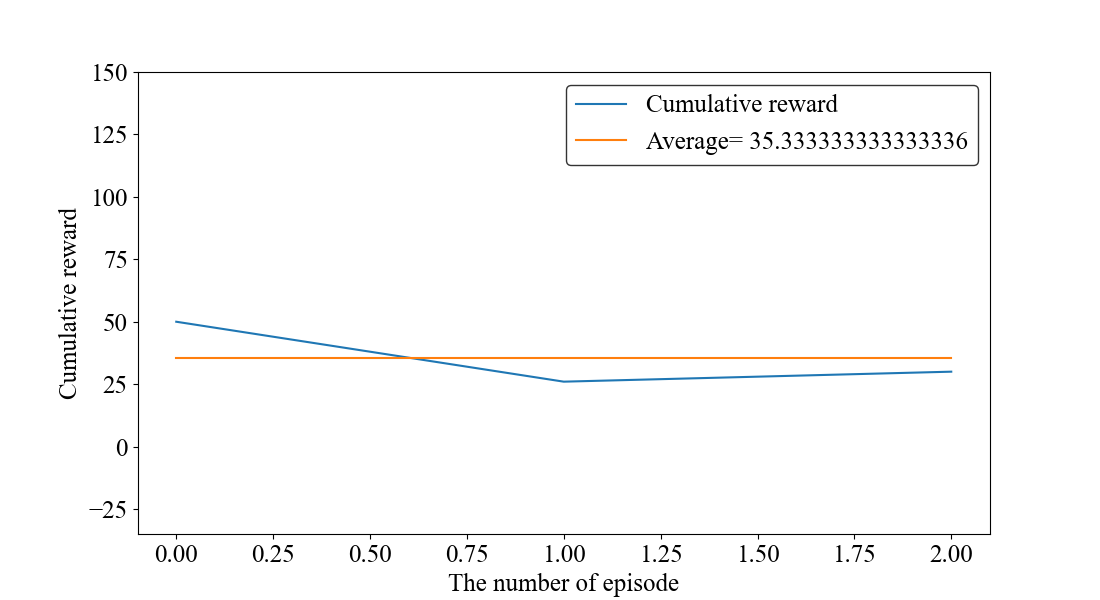 150
125
100
75
50
25
0
−25
Cumulative reward
Cumulative reward
Average= 35.333333333333336
0.00 0.25 0.50 0.75 1.00 1.25 1.50 1.75 2.00
The number of episode